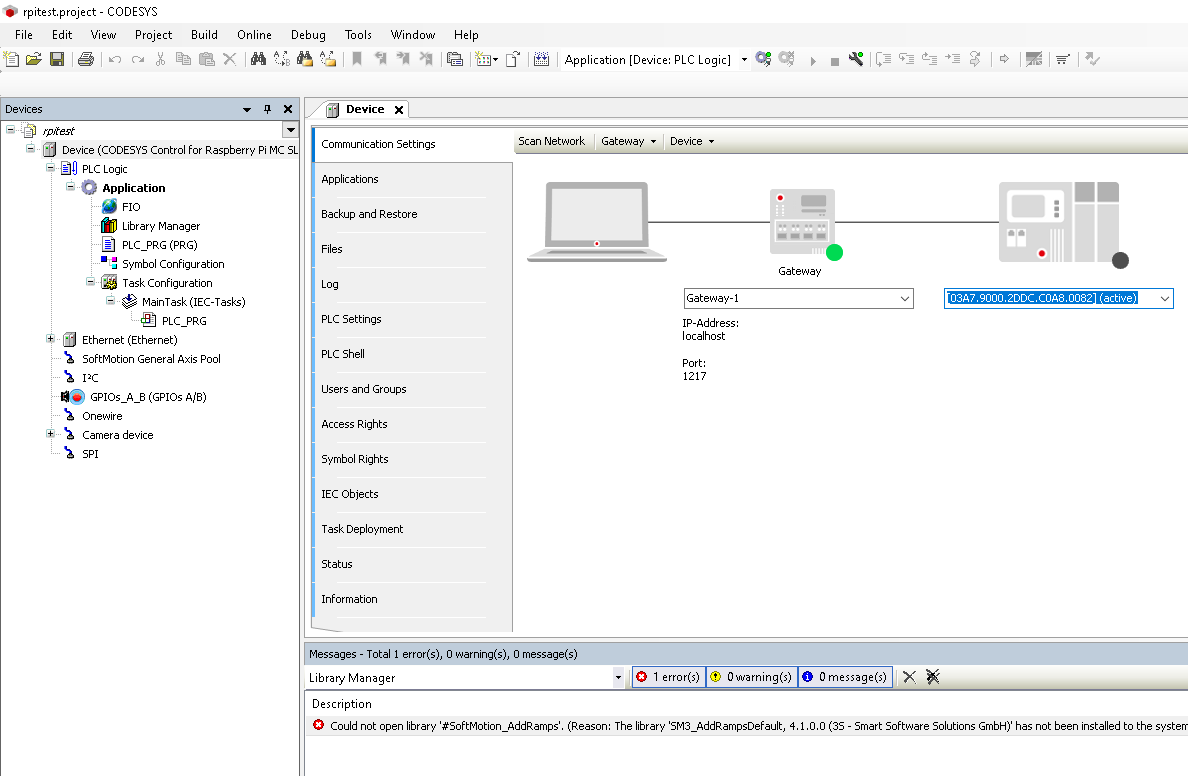 rpitest.project - CODESYS
File Edit View Project Build Online Debug Tools Window Help
Application [Device: PLC Logic]
Devices
rpitest
Device (CODESYS Control for Raspberry Pi MC SL
PLC Logic
Application
FIO
Library Manager
PLC_PRG (PRG)
Symbol Configuration
Task Configuration
MainTask (IEC-Tasks)
PLC_PRG
Ethernet (Ethernet)
SoftMotion General Axis Pool
I²C
GPIOs_A_B (GPIOs A/B)
Onewire
Camera device
SPI
Device
Communication Settings
Applications
Backup and Restore
Files
Log
PLC Settings
PLC Shell
Users and Groups
Access Rights
Symbol Rights
IEC Objects
Task Deployment
Status
Information
Scan Network Gateway Device
Gateway
Gateway-1
[03A7.9000.2DDC.C0A8.0082] (active)
IP-Address:
localhost
Port:
1217
Messages - Total 1 error(s), 0 warning(s), 0 message(s)
Library Manager 1 error(s) 0 warning(s) 0 message(s)
Description
Could not open library '#SoftMotion_AddRamps'. (Reason: The library 'SM3_AddRampsDefault, 4.1.0.0 (3S - Smart Software Solutions GmbH)' has not been installed to the system